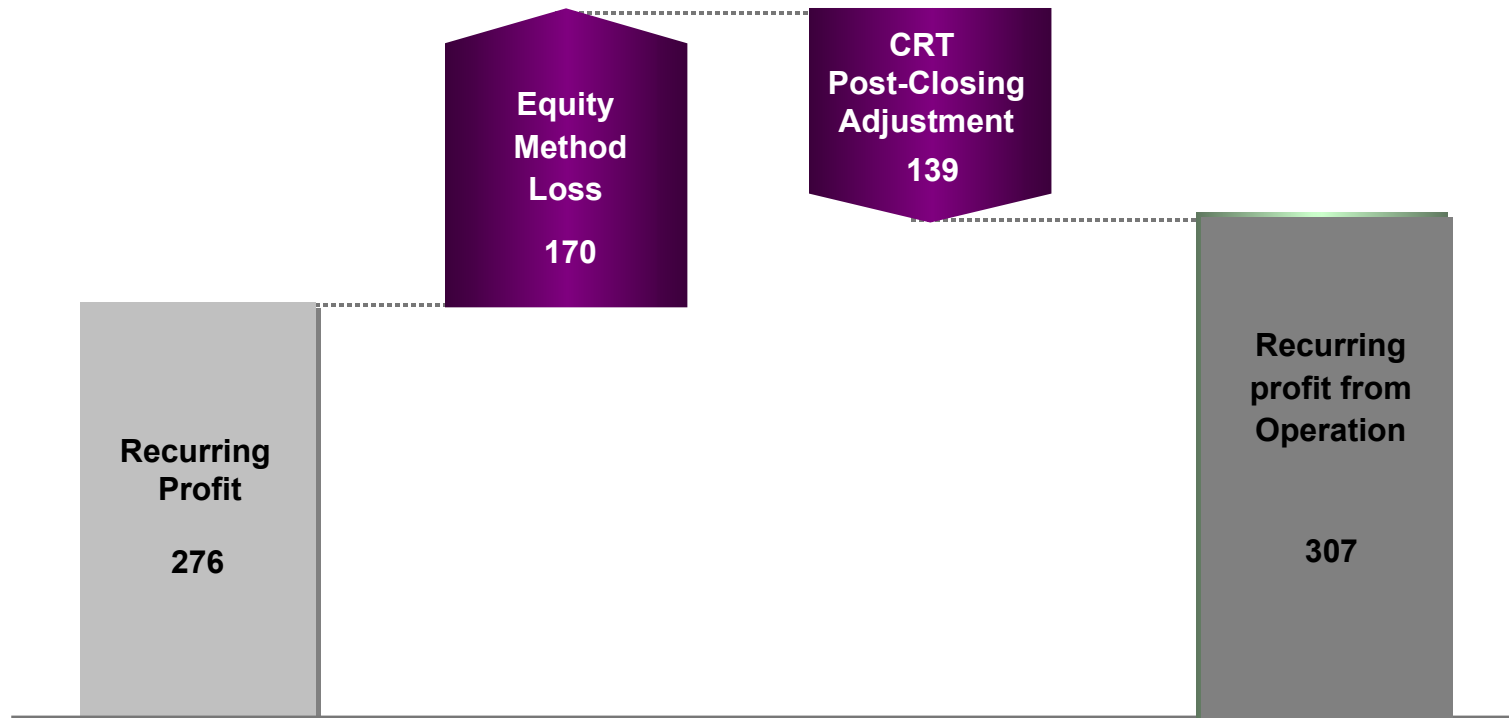 Recurring
Profit
276
Equity
Method
Loss
170
CRT
Post-Closing
Adjustment
139
Recurring
profit from
Operation
307